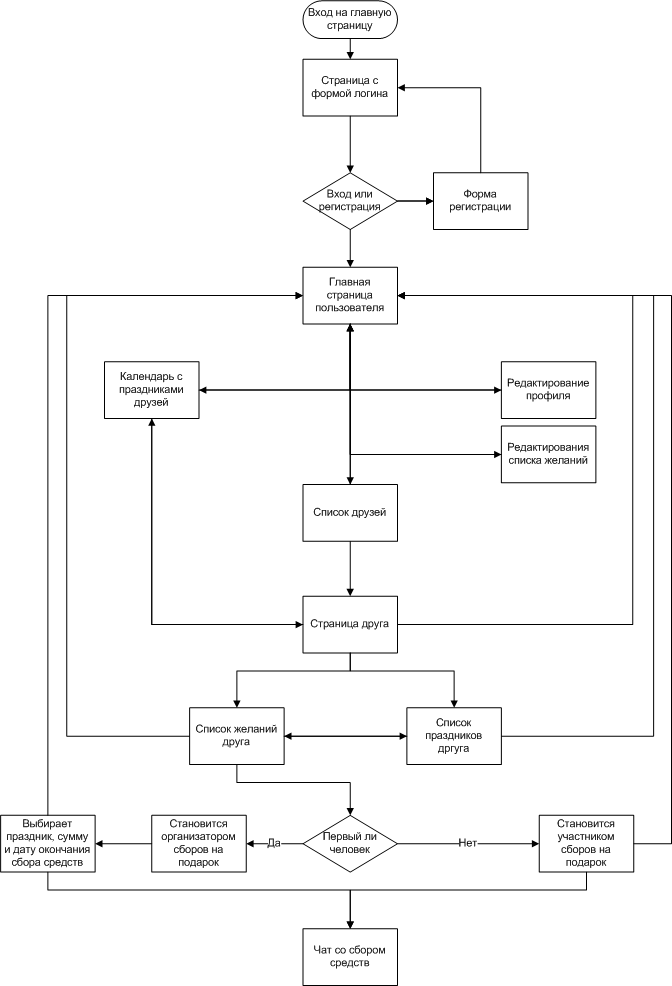 Вход на главную
страницу
Страница с
формой логина
Вход или
регистрация
Форма
регистрации
Главная
страница
пользователя
Календарь с
праздниками
друзей
Редактирование
профиля
Редактирования
списка желаний
Список друзей
Страница друга
Список желаний
друга
Список
праздников
дргуга
Выбирает
праздник, сумму
и дату окончания
сбора средств
Становится
организатором
сборов на
подарок
Да
Первый ли
человек
Нет
Становится
участником
сборов на
подарок
Чат со сбором
средств